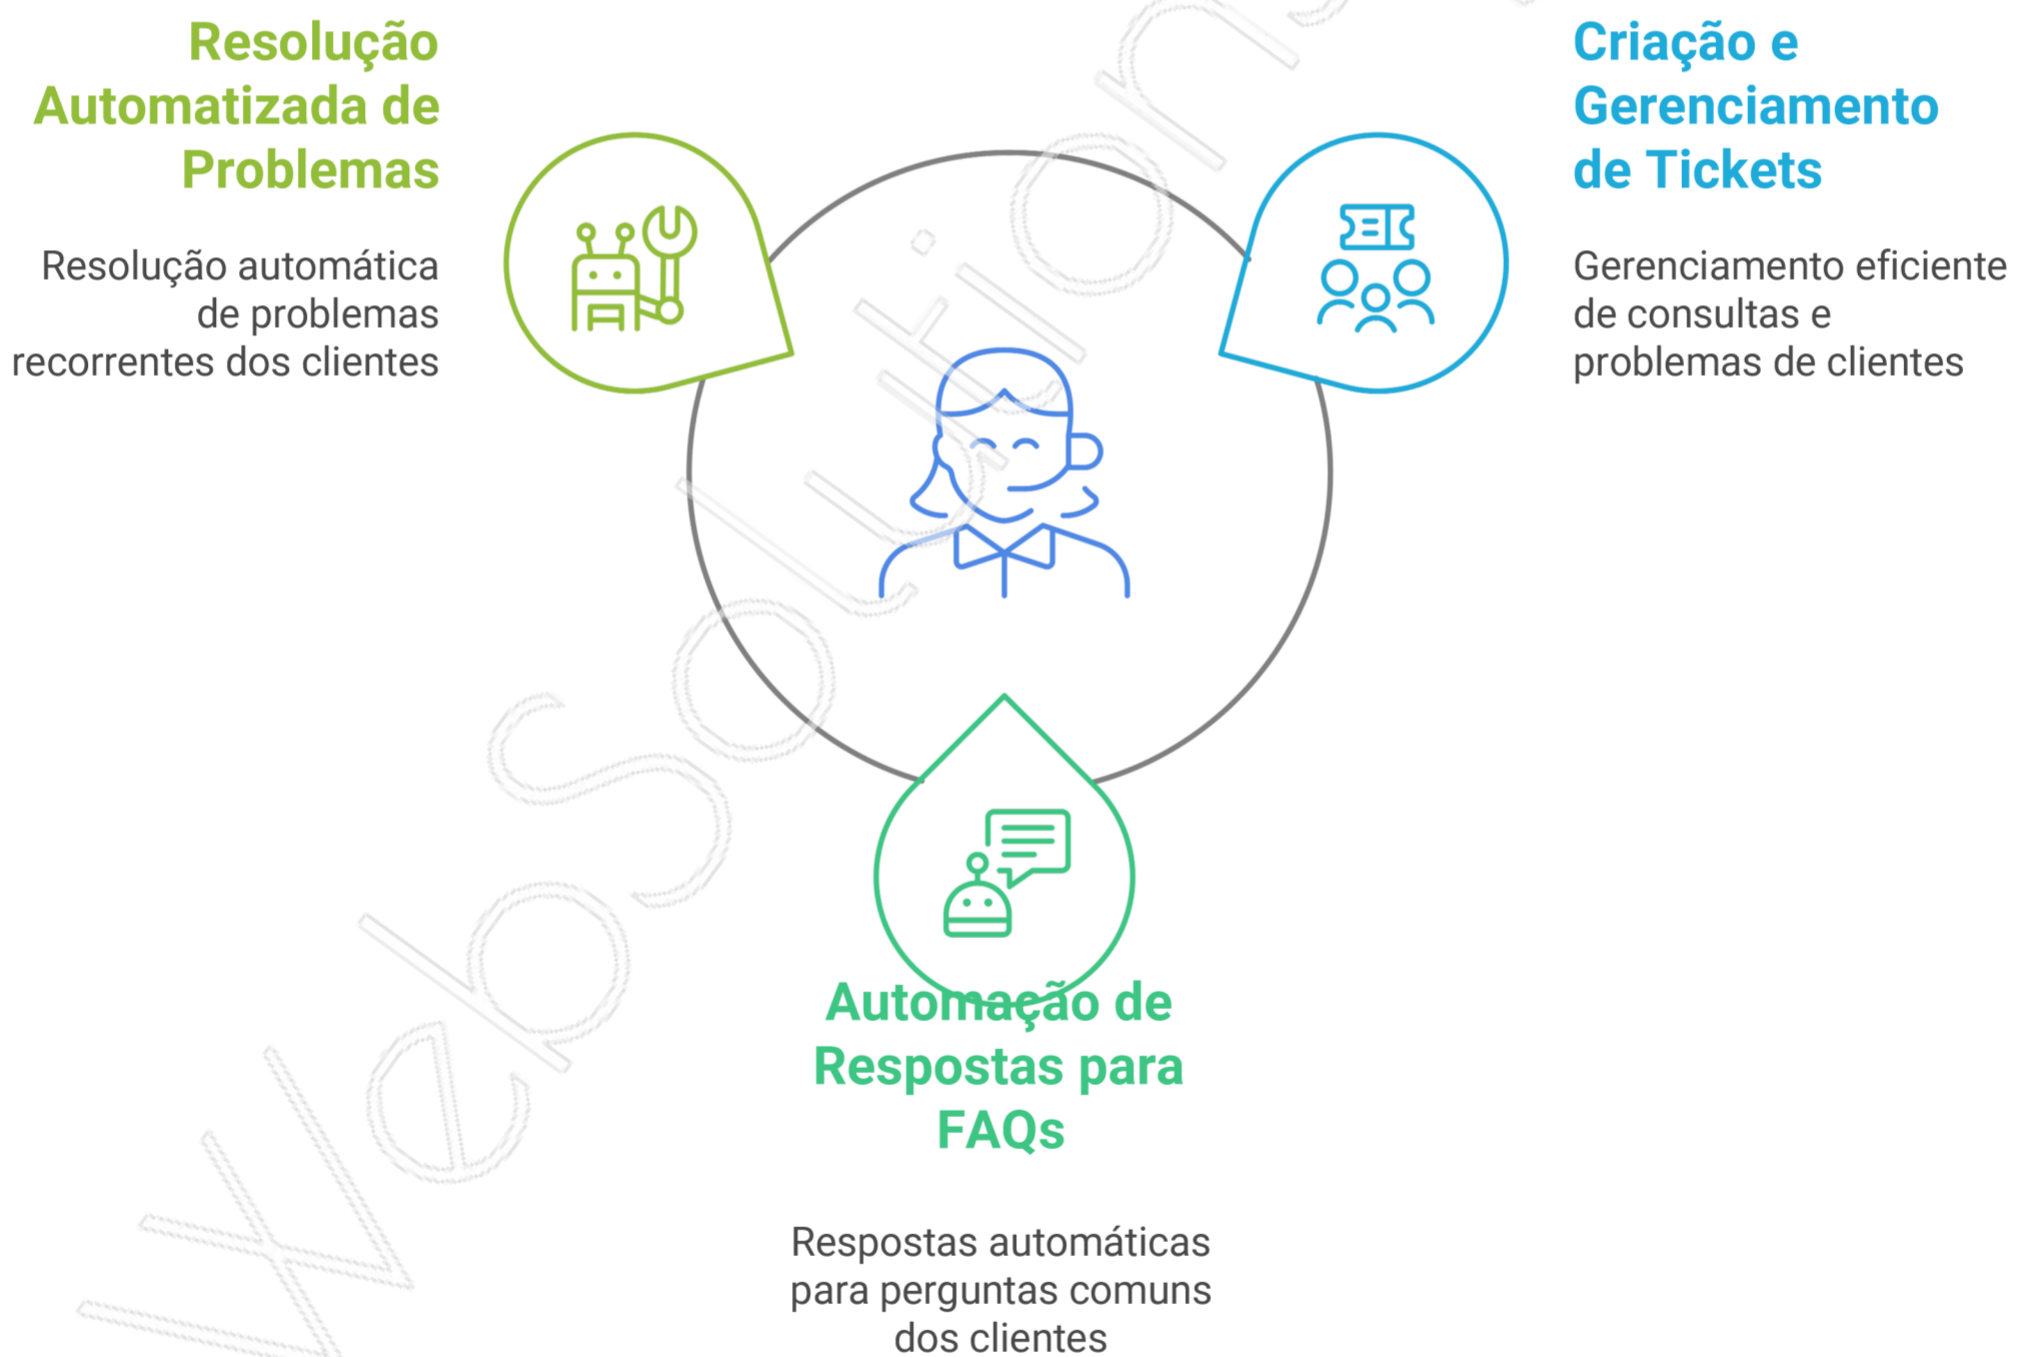 Resolução
Automatizada de
Problemas
Resolução automática
de problemas
recorrentes dos clientes
Criação e
Gerenciamento
de Tickets
Gerenciamento eficiente
de consultas e
problemas de clientes
Automação de
Respostas para
FAQs
Respostas automáticas
para perguntas comuns
dos clientes
WebSolutions